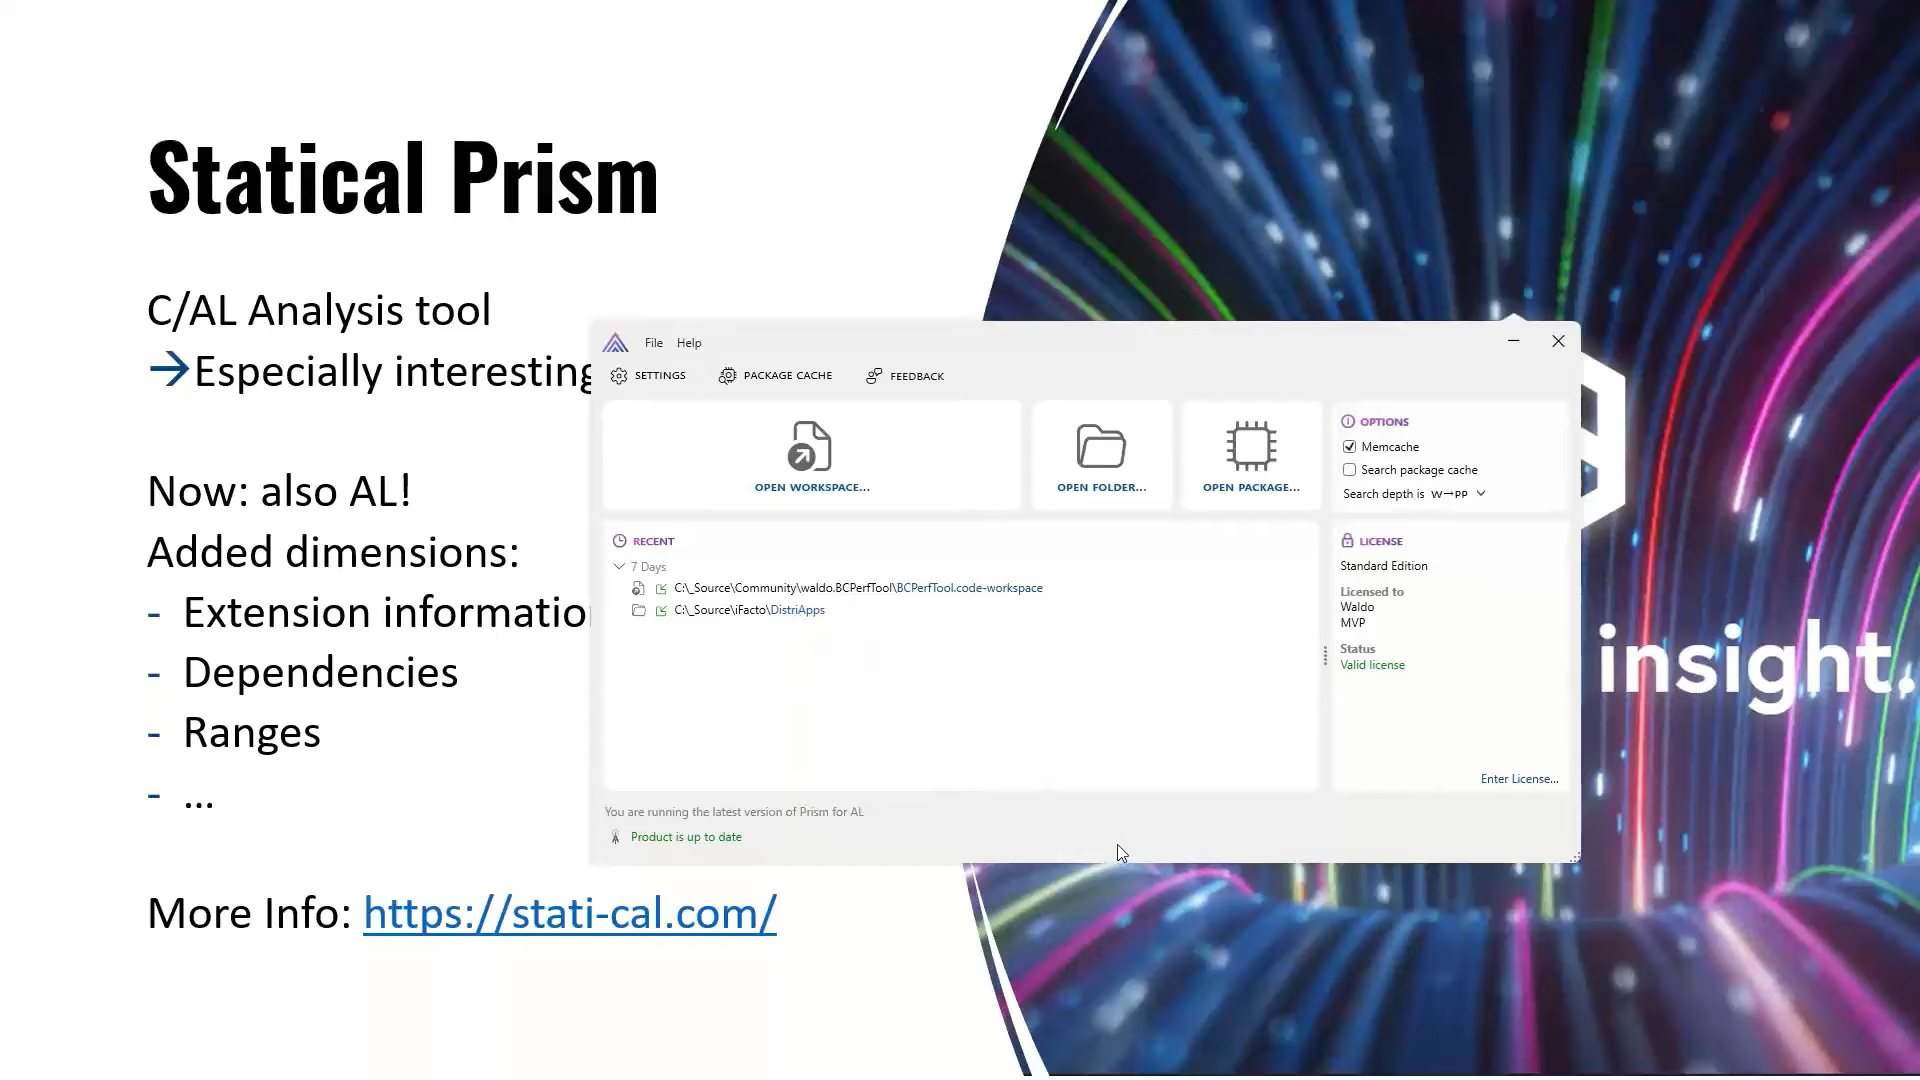 Statical Prism
C/AL Analysis tool
→Especially interesting
Now: also AL!
Added dimensions:
- Extension informatio
- Dependencies
- Ranges
- ...
More Info: https://stati-cal.com/
File Help
SETTINGS PACKAGE CACHE FEEDBACK
OPEN WORKSPACE... OPEN FOLDER... OPEN PACKAGE...
OPTIONS
Memcache
Search package cache
Search depth is W→PP
RECENT
7 Days
C:\_Source\Community\waldo.BCPerfTool\BCPerfTool.code-workspace
C:\_Source\iFacto\DistriApps
LICENSE
Standard Edition
Licensed to
Waldo
MVP
Status
Valid license
Enter License...
You are running the latest version of Prism for AL
Product is up to date
insight.